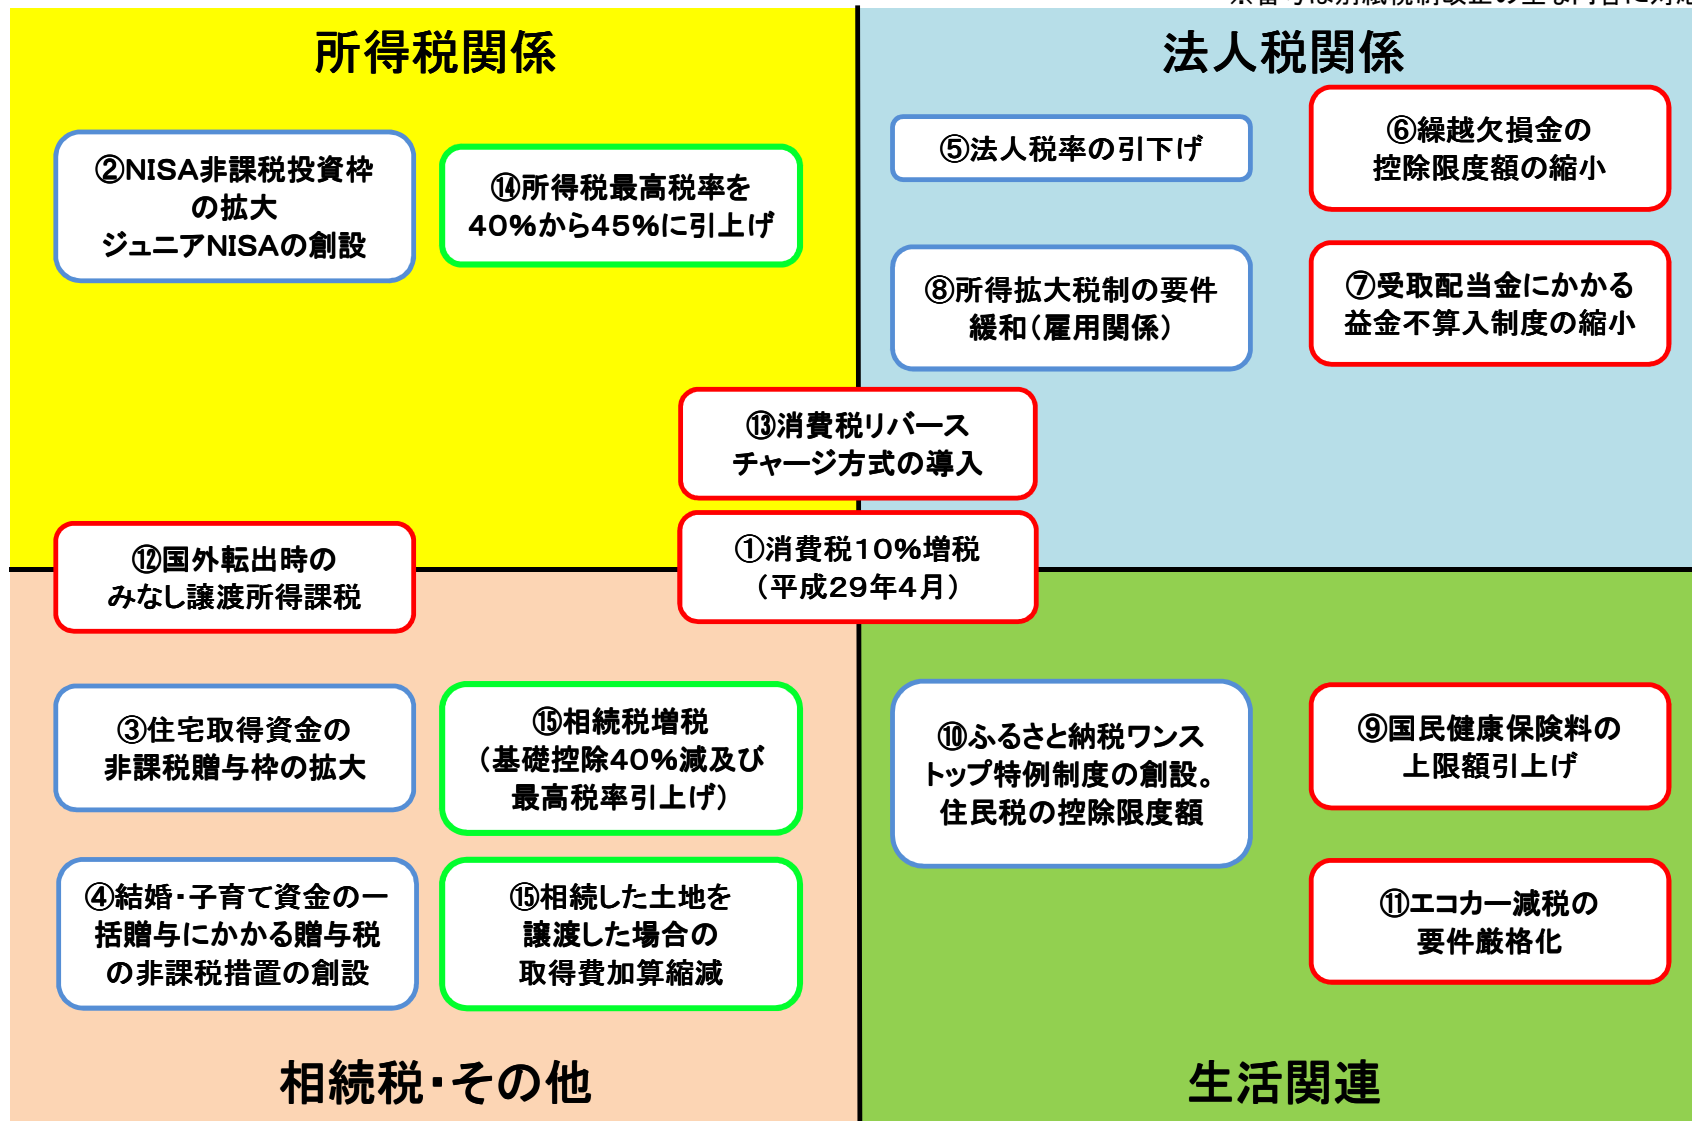 所得税関係
②NISA非課税投資枠
の拡大
ジュニアNISAの創設
⑭所得税最高税率を
40%から45%に引上げ
法人税関係
⑤法人税率の引下げ
⑥繰越欠損金の
控除限度額の縮小
⑧所得拡大税制の要件
緩和(雇用関係)
⑦受取配当金にかかる
益金不算入制度の縮小
⑬消費税リバース
チャージ方式の導入
①消費税10%増税
(平成29年4月)
⑫国外転出時の
みなし譲渡所得課税
③住宅取得資金の
非課税贈与枠の拡大
⑮相続税増税
(基礎控除40%減及び
最高税率引上げ)
④結婚・子育て資金の一
括贈与にかかる贈与税
の非課税措置の創設
⑮相続した土地を
譲渡した場合の
取得費加算縮減
相続税・その他
⑩ふるさと納税ワンス
トップ特例制度の創設。
住民税の控除限度額
⑨国民健康保険料の
上限額引上げ
⑪エコカー減税の
要件厳格化
生活関連